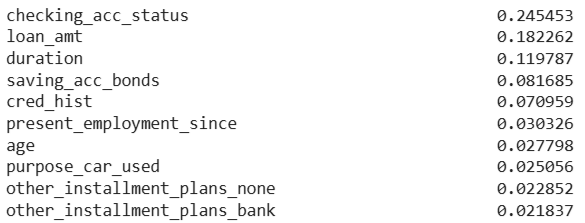 checking_acc_status 0.245453
loan_amt 0.182262
duration 0.119787
saving_acc_bonds 0.081685
cred_hist 0.070959
present_employment_since 0.030326
age 0.027798
purpose_car_used 0.025056
other_installment_plans_none 0.022852
other_installment_plans_bank 0.021837